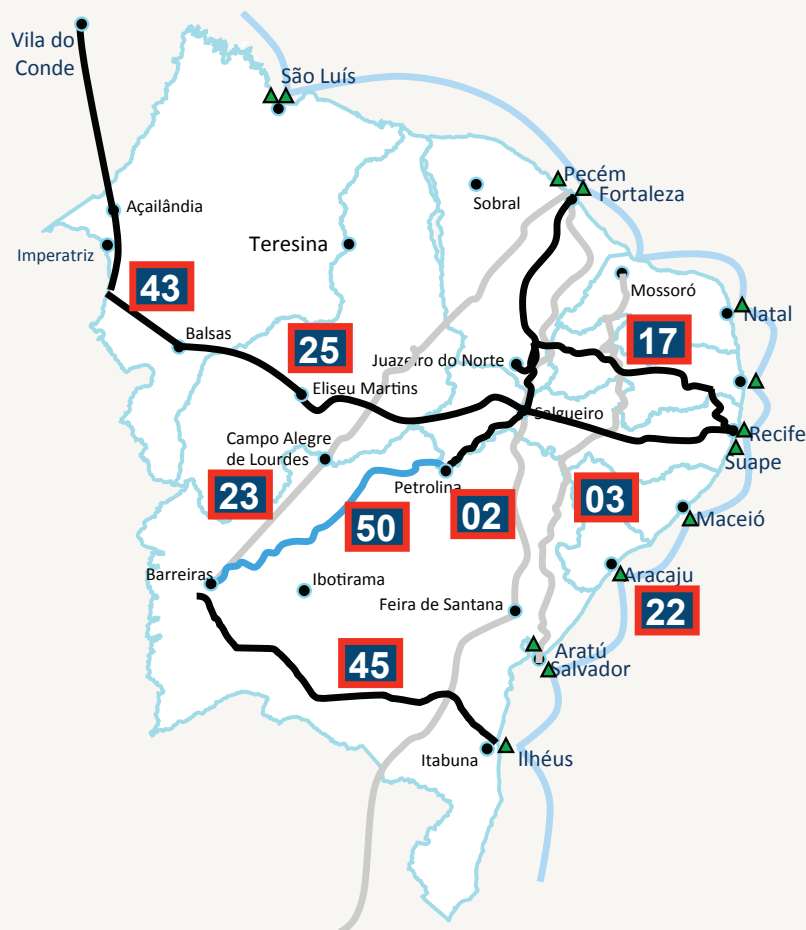 Vila do
Conde
São Luís
Pecém
Fortaleza
Sobral
Açailândia
Teresina
Imperatriz
43
Mossoró
Natal
17
Balsas
25
Juazeiro do Norte
Eliseu Martins
Salgueiro
Recife
Campo Alegre
de Lourdes
Suape
Petrolina
23
50
02
03
Maceió
Barreiras
Ibotirama
Aracaju
Feira de Santana
22
45
Aratú
Salvador
Itabuna
Ilhéus